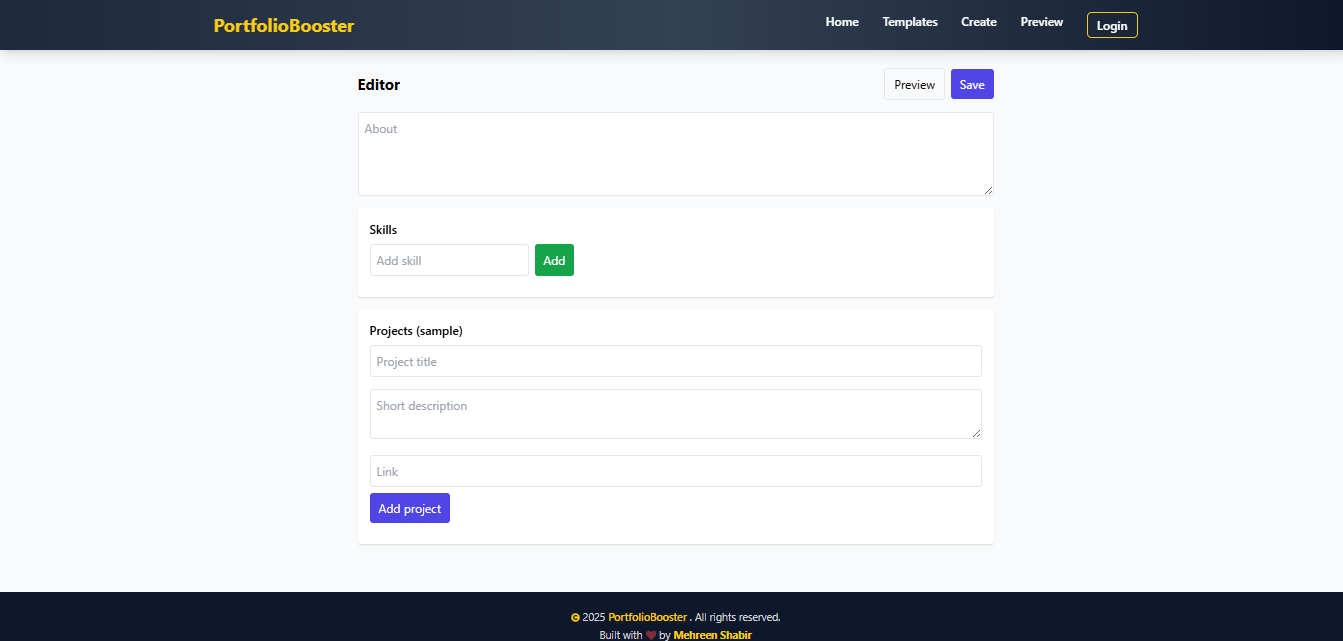 PortfolioBooster Home Templates Create Preview Login
Editor Preview Save
About
Skills
Add skill Add
Projects (sample)
Project title
Short description
Link
Add project
© 2025 PortfolioBooster . All rights reserved.
Built with ❤ by Mehreen Shabir